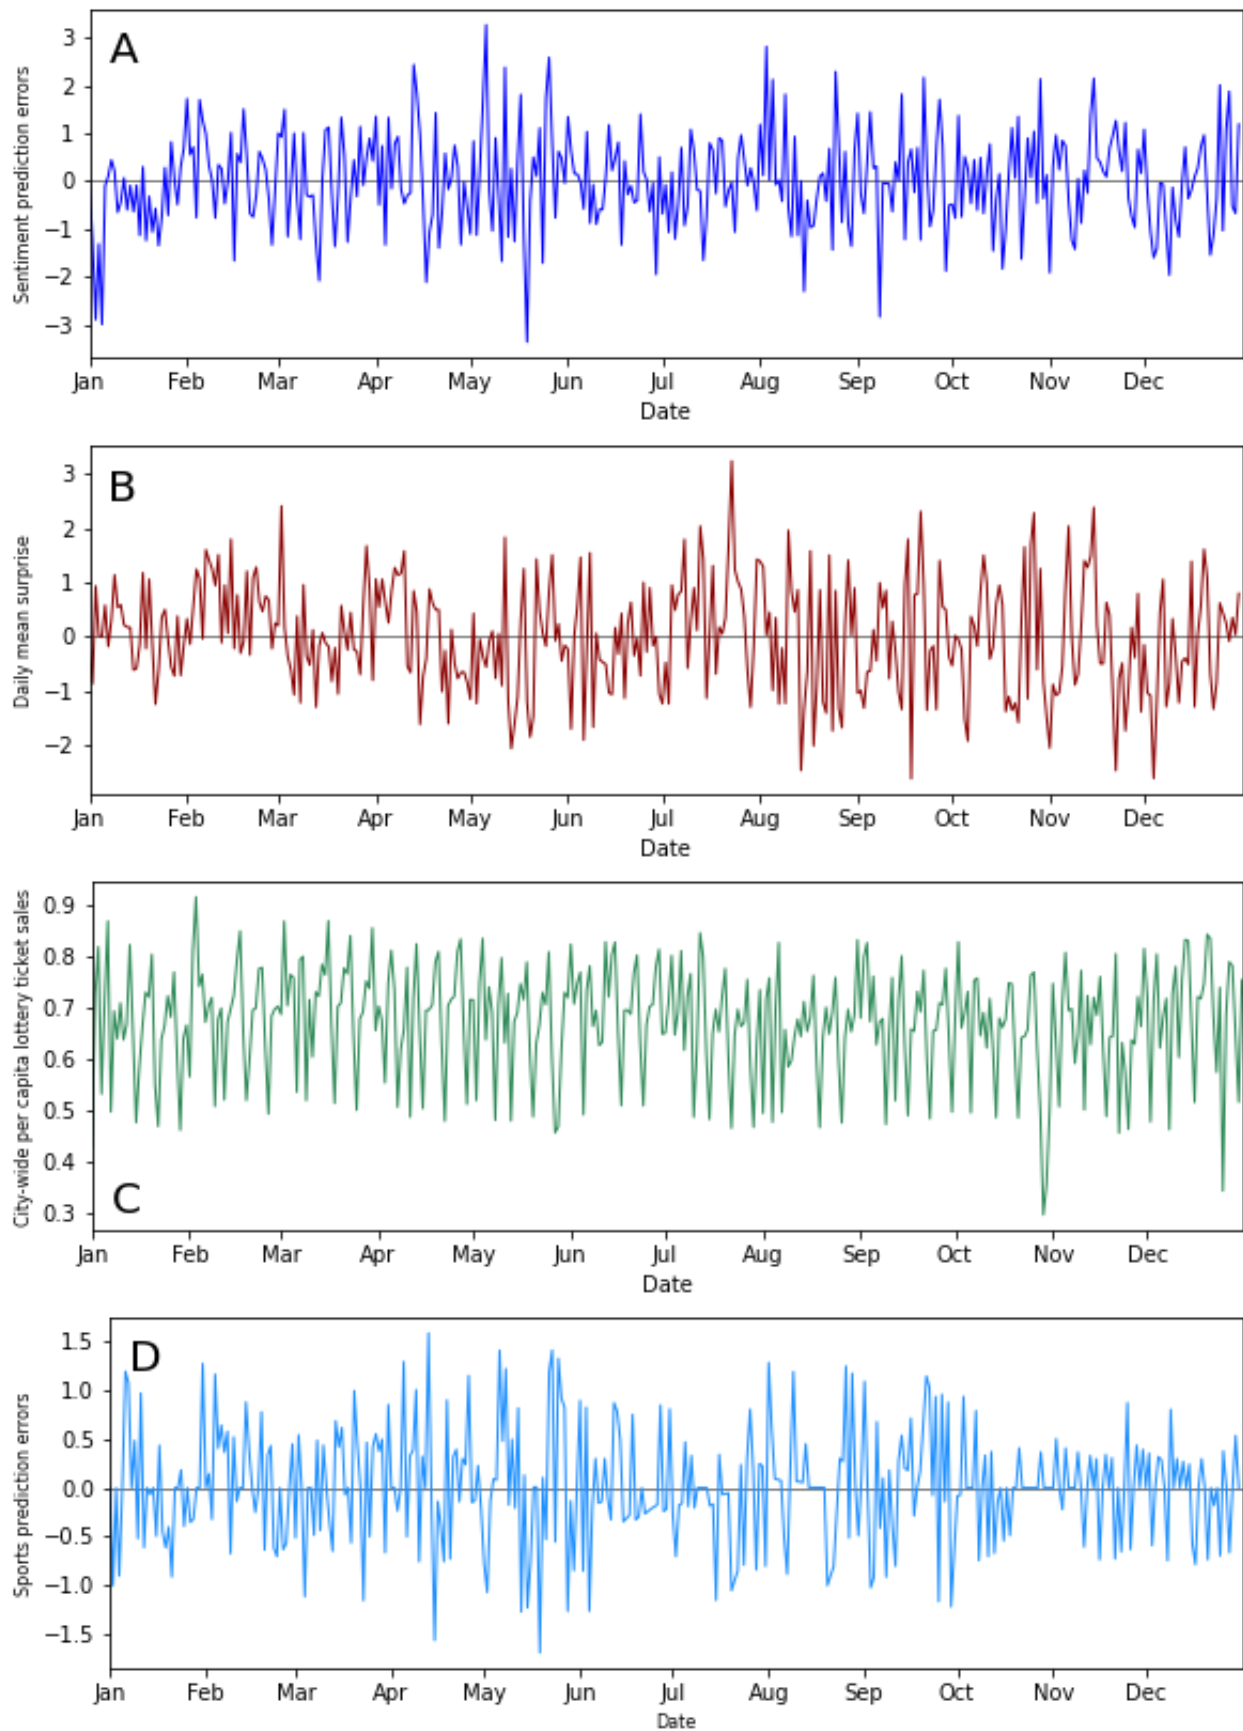 A
Sentiment prediction errors
3
2
1
0
−1
−2
−3
Jan Feb Mar Apr May Jun Jul Aug Sep Oct Nov Dec
Date
B
Daily mean surprise
3
2
1
0
−1
−2
Jan Feb Mar Apr May Jun Jul Aug Sep Oct Nov Dec
Date
City-wide per capita lottery ticket sales
0.9
0.8
0.7
0.6
0.5
0.4
0.3
C
Jan Feb Mar Apr May Jun Jul Aug Sep Oct Nov Dec
Date
D
Sports prediction errors
1.5
1.0
0.5
0.0
−0.5
−1.0
−1.5
Jan Feb Mar Apr May Jun Jul Aug Sep Oct Nov Dec
Date